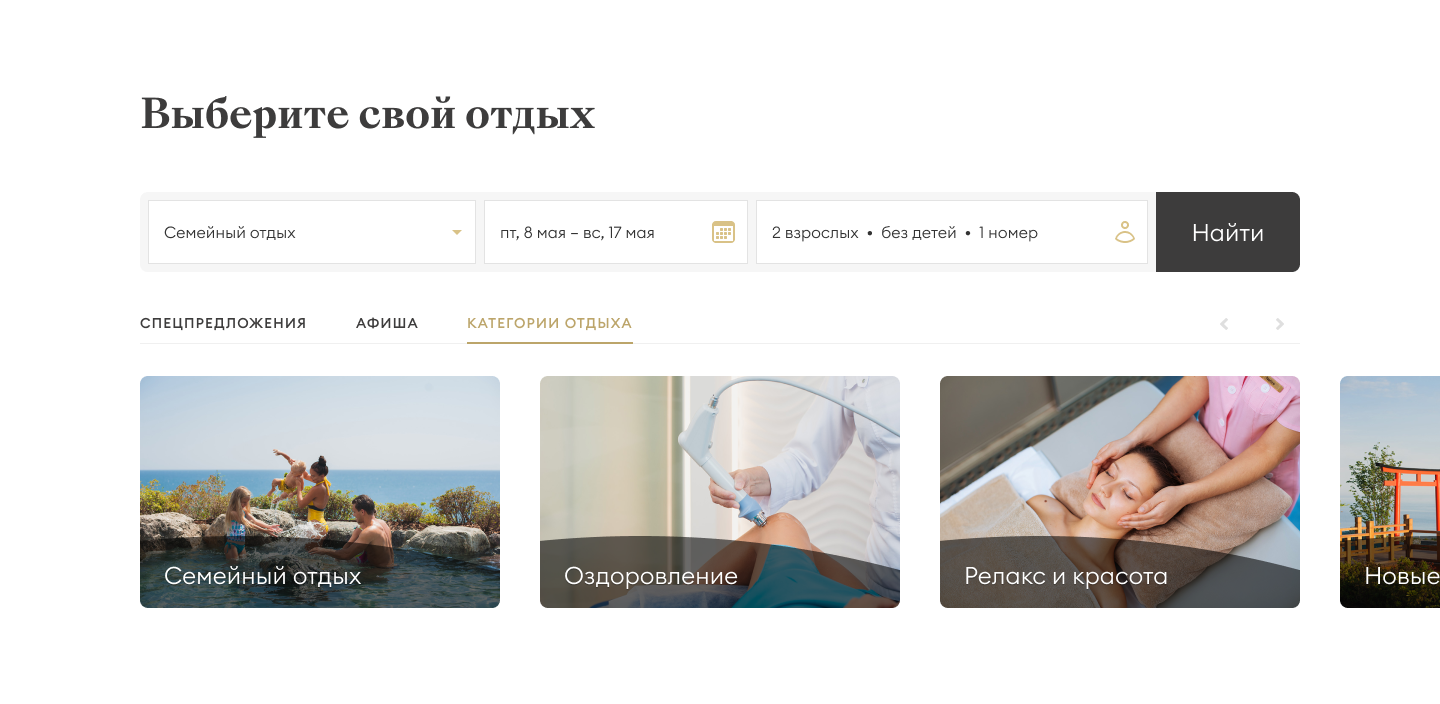 Выберите свой отдых
Семейный отдых
пт, 8 мая – вс, 17 мая
2 взрослых • без детей • 1 номер
Найти
СПЕЦПРЕДЛОЖЕНИЯ АФИША КАТЕГОРИИ ОТДЫХА
Семейный отдых
Оздоровление
Релакс и красота
Новые